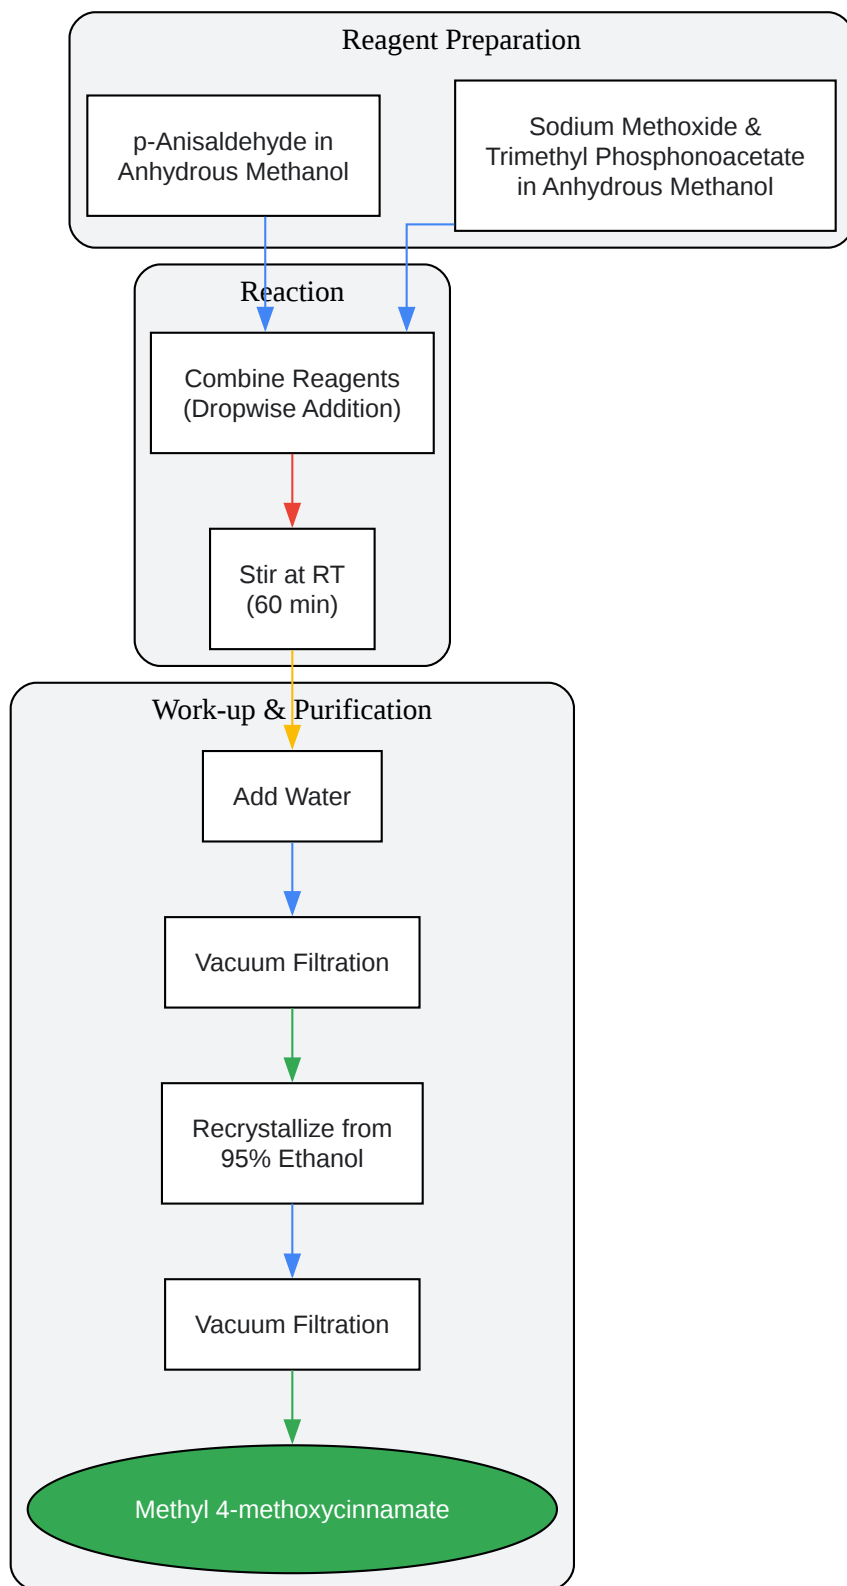 Reagent Preparation
p-Anisaldehyde in
Anhydrous Methanol
Sodium Methoxide &
Trimethyl Phosphonoacetate
in Anhydrous Methanol
Reaction
Combine Reagents
(Dropwise Addition)
Stir at RT
(60 min)
Work-up & Purification
Add Water
Vacuum Filtration
Recrystallize from
95% Ethanol
Vacuum Filtration
Methyl 4-methoxycinnamate